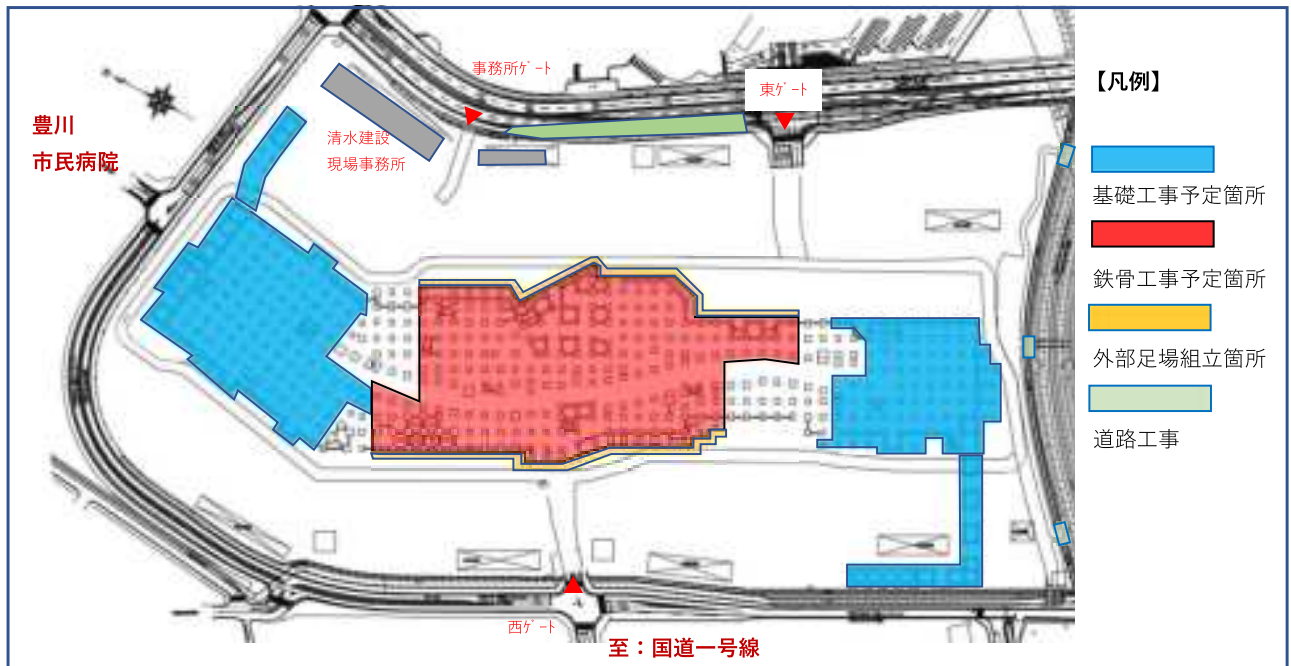 事務所ｹﾞｰﾄ
東ｹﾞｰﾄ
【凡例】
豊川
市民病院
清水建設
現場事務所
基礎工事予定箇所
鉄骨工事予定箇所
外部足場組立箇所
道路工事
西ｹﾞｰﾄ
至：国道一号線